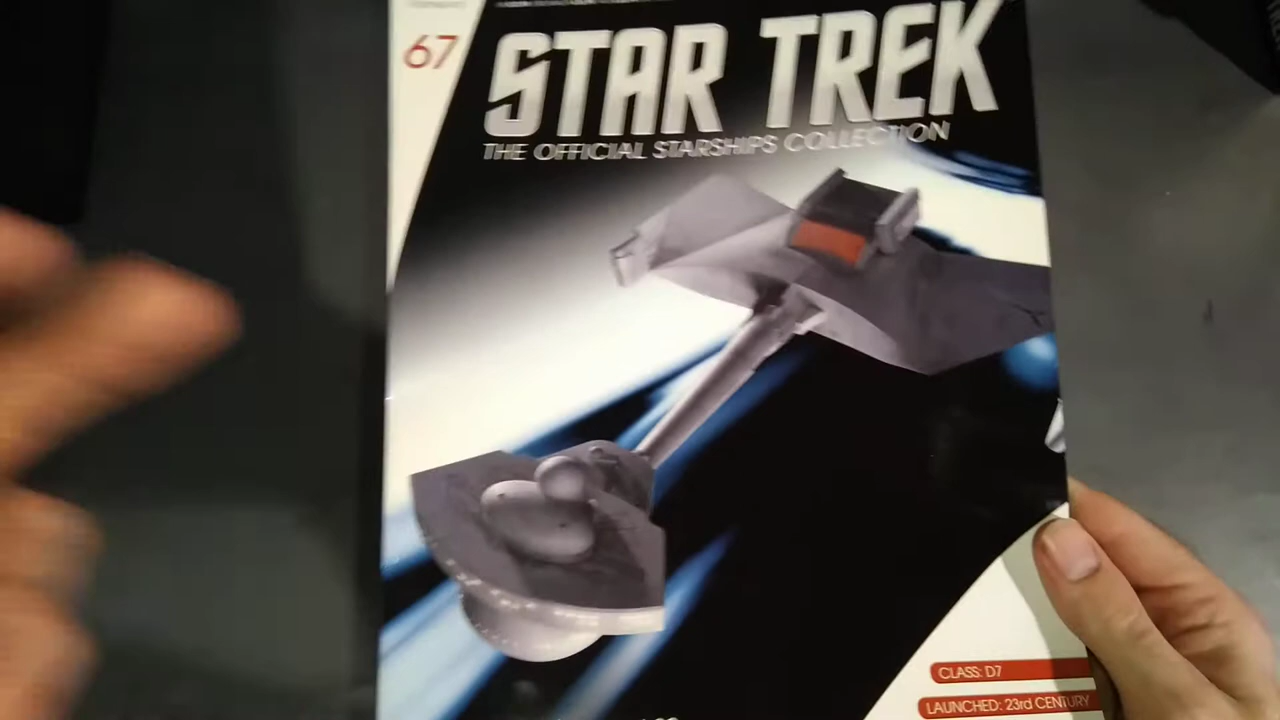 67
STAR TREK
THE OFFICIAL STARSHIPS COLLECTION
CLASS: D7
LAUNCHED: 23rd CENTURY